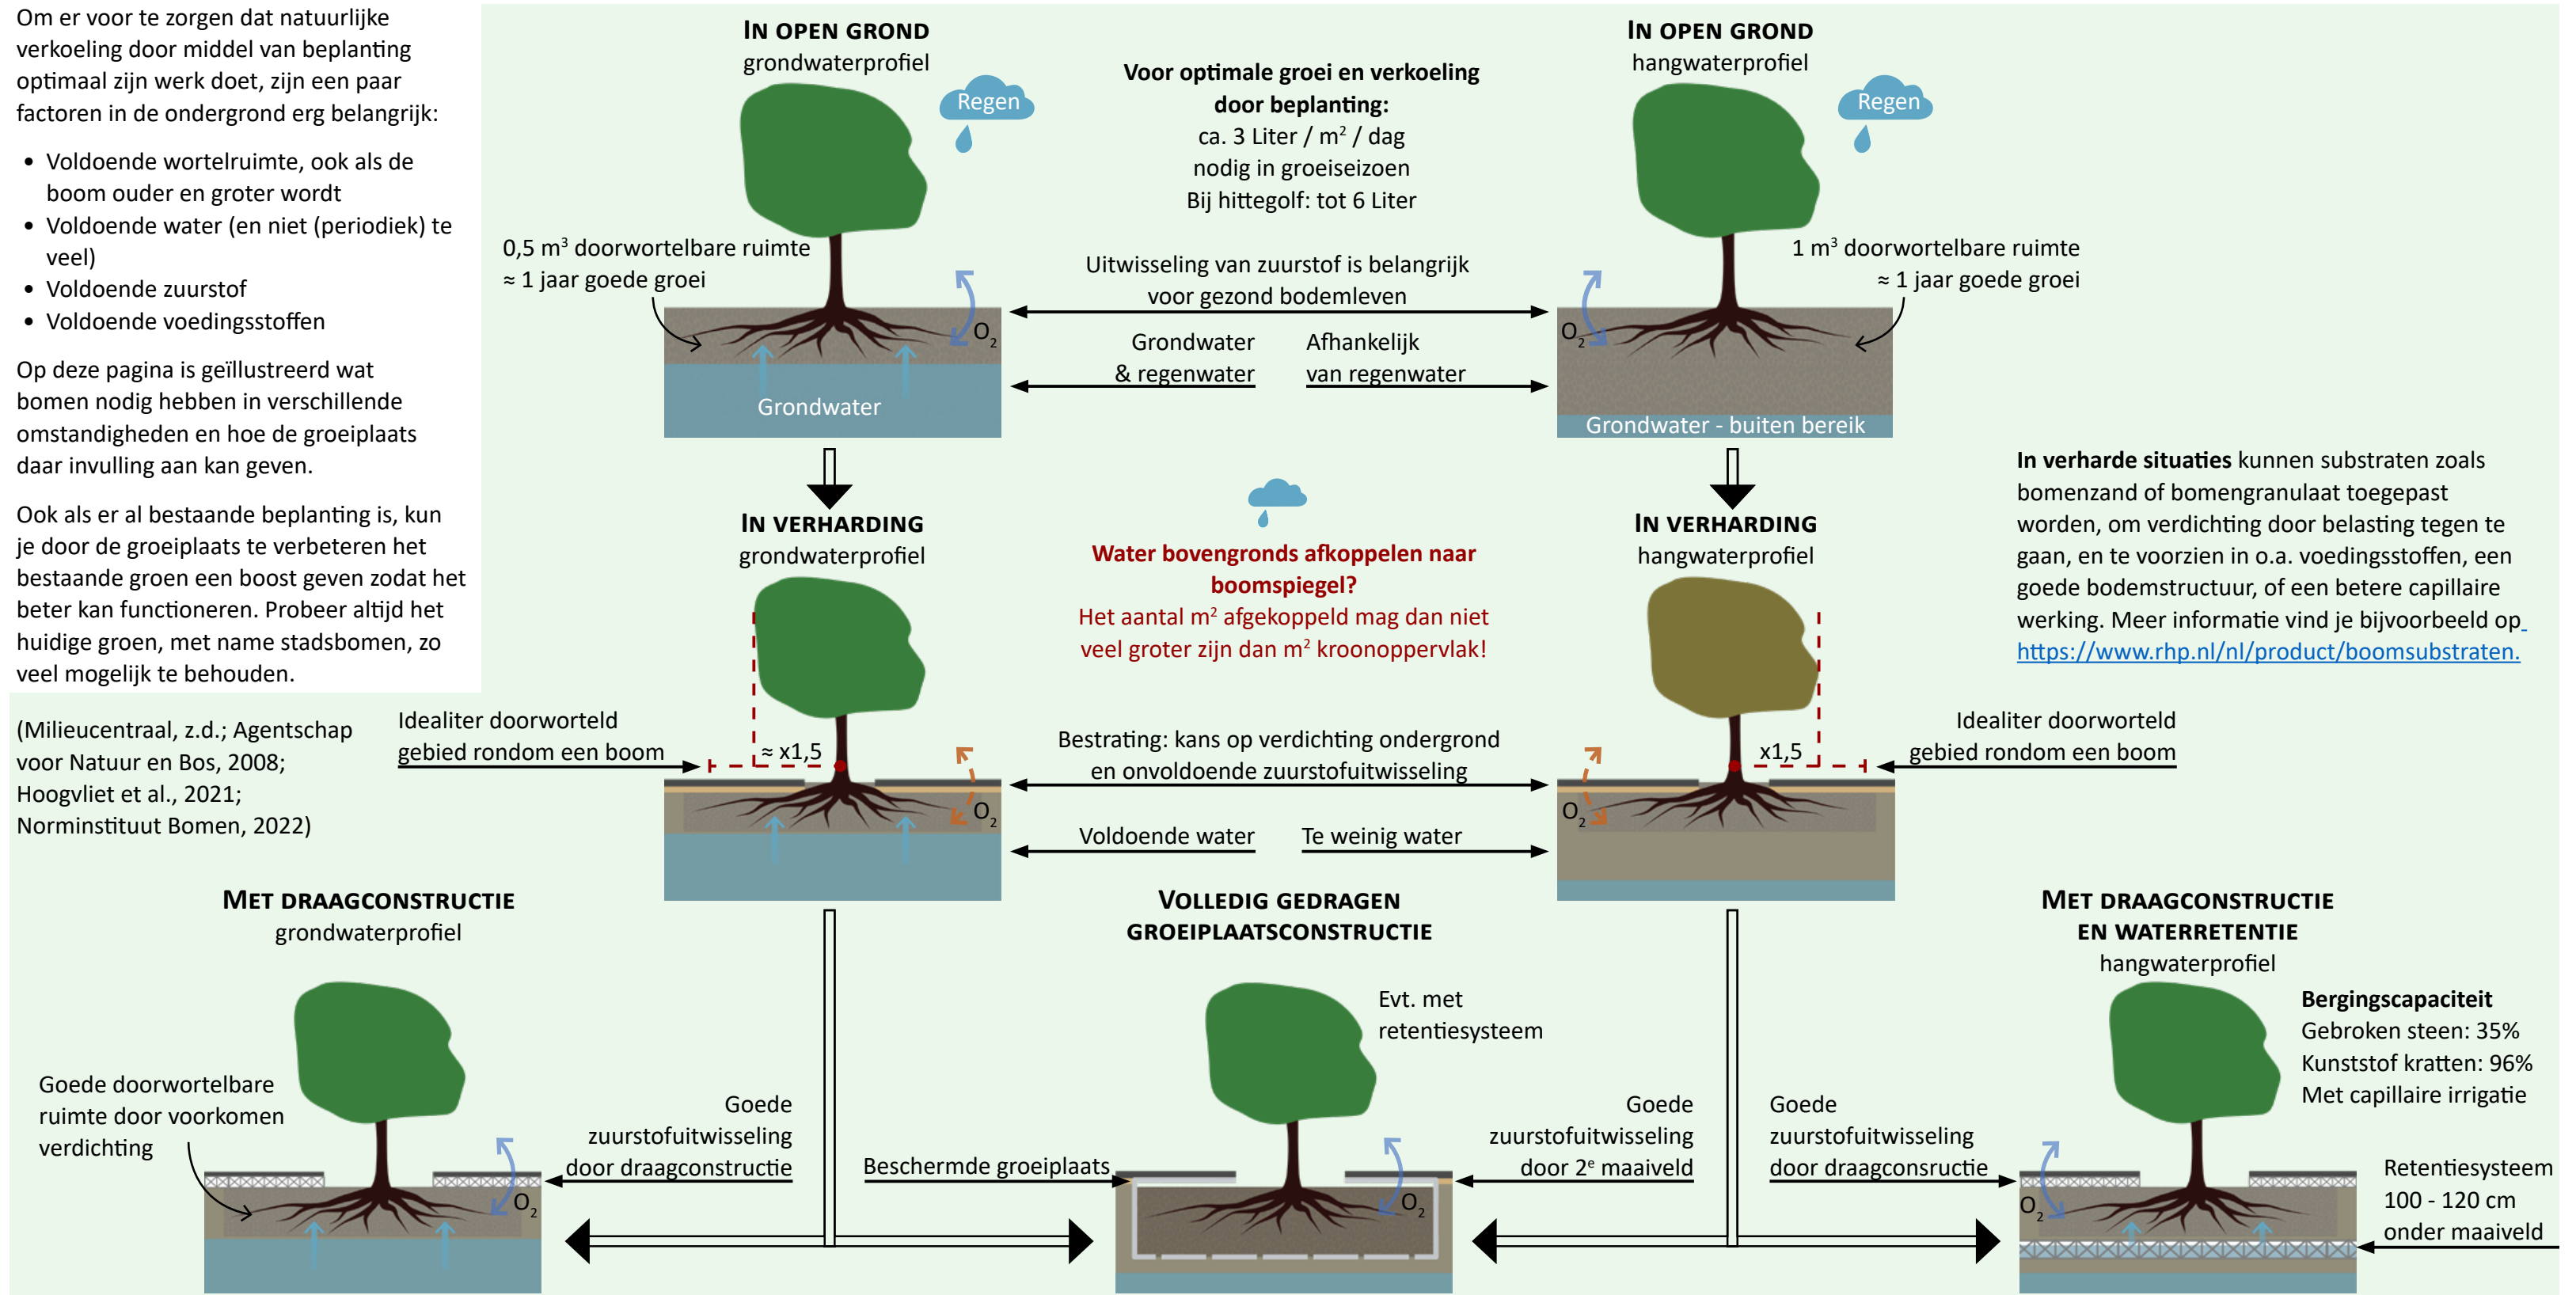 Om er voor te zorgen dat natuurlijke
verkoeling door middel van beplanting
optimaal zijn werk doet, zijn een paar
factoren in de ondergrond erg belangrijk:
• Voldoende wortelruimte, ook als de
boom ouder en groter wordt
• Voldoende water (en niet (periodiek) te
veel)
• Voldoende zuurstof
• Voldoende voedingsstoffen
Op deze pagina is geïllustreerd wat
bomen nodig hebben in verschillende
omstandigheden en hoe de groeiplaats
daar invulling aan kan geven.
Ook als er al bestaande beplanting is, kun
je door de groeiplaats te verbeteren het
bestaande groen een boost geven zodat het
beter kan functioneren. Probeer altijd het
huidige groen, met name stadsbomen, zo
veel mogelijk te behouden.
(Milieucentraal, z.d.; Agentschap
voor Natuur en Bos, 2008;
Hoogvliet et al., 2021;
Norminstituut Bomen, 2022)
IN OPEN GROND
grondwaterprofiel
Regen
0,5 m³ doorwortelbare ruimte
≈ 1 jaar goede groei
O₂
Grondwater
Voor optimale groei en verkoeling
door beplanting:
ca. 3 Liter / m² / dag
nodig in groeiseizoen
Bij hittegolf: tot 6 Liter
Uitwisseling van zuurstof is belangrijk
voor gezond bodemleven
Grondwater
& regenwater
Afhankelijk
van regenwater
IN OPEN GROND
hangwaterprofiel
Regen
1 m³ doorwortelbare ruimte
≈ 1 jaar goede groei
O₂
Grondwater - buiten bereik
In verharde situaties kunnen substraten zoals
bomenzand of bomengranulaat toegepast
worden, om verdichting door belasting tegen te
gaan, en te voorzien in o.a. voedingsstoffen, een
goede bodemstructuur, of een betere capillaire
werking. Meer informatie vind je bijvoorbeeld op
https://www.rhp.nl/nl/product/boomsubstraten.
IN VERHARDING
grondwaterprofiel
Idealiter doorworteld
gebied rondom een boom
≈ x1,5
O₂
Water bovengronds afkoppelen naar
boomspiegel?
Het aantal m² afgekoppeld mag dan niet
veel groter zijn dan m² kroonoppervlak!
Bestrating: kans op verdichting ondergrond
en onvoldoende zuurstofuitwisseling
Voldoende water
Te weinig water
IN VERHARDING
hangwaterprofiel
x1,5
O₂
Idealiter doorworteld
gebied rondom een boom
MET DRAAGCONSTRUCTIE
grondwaterprofiel
Goede doorwortelbare
ruimte door voorkomen
verdichting
O₂
Goede
zuurstofuitwisseling
door draagconstructie
VOLLEDIG GEDRAGEN
GROEIPLAATSCONSTRUCTIE
Evt. met
retentiesysteem
Beschermde groeiplaats
O₂
Goede
zuurstofuitwisseling
door 2ᵉ maaiveld
MET DRAAGCONSTRUCTIE
EN WATERRETENTIE
hangwaterprofiel
Goede
zuurstofuitwisseling
door draagconsructie
O₂
Bergingscapaciteit
Gebroken steen: 35%
Kunststof kratten: 96%
Met capillaire irrigatie
Retentiesysteem
100 - 120 cm
onder maaiveld